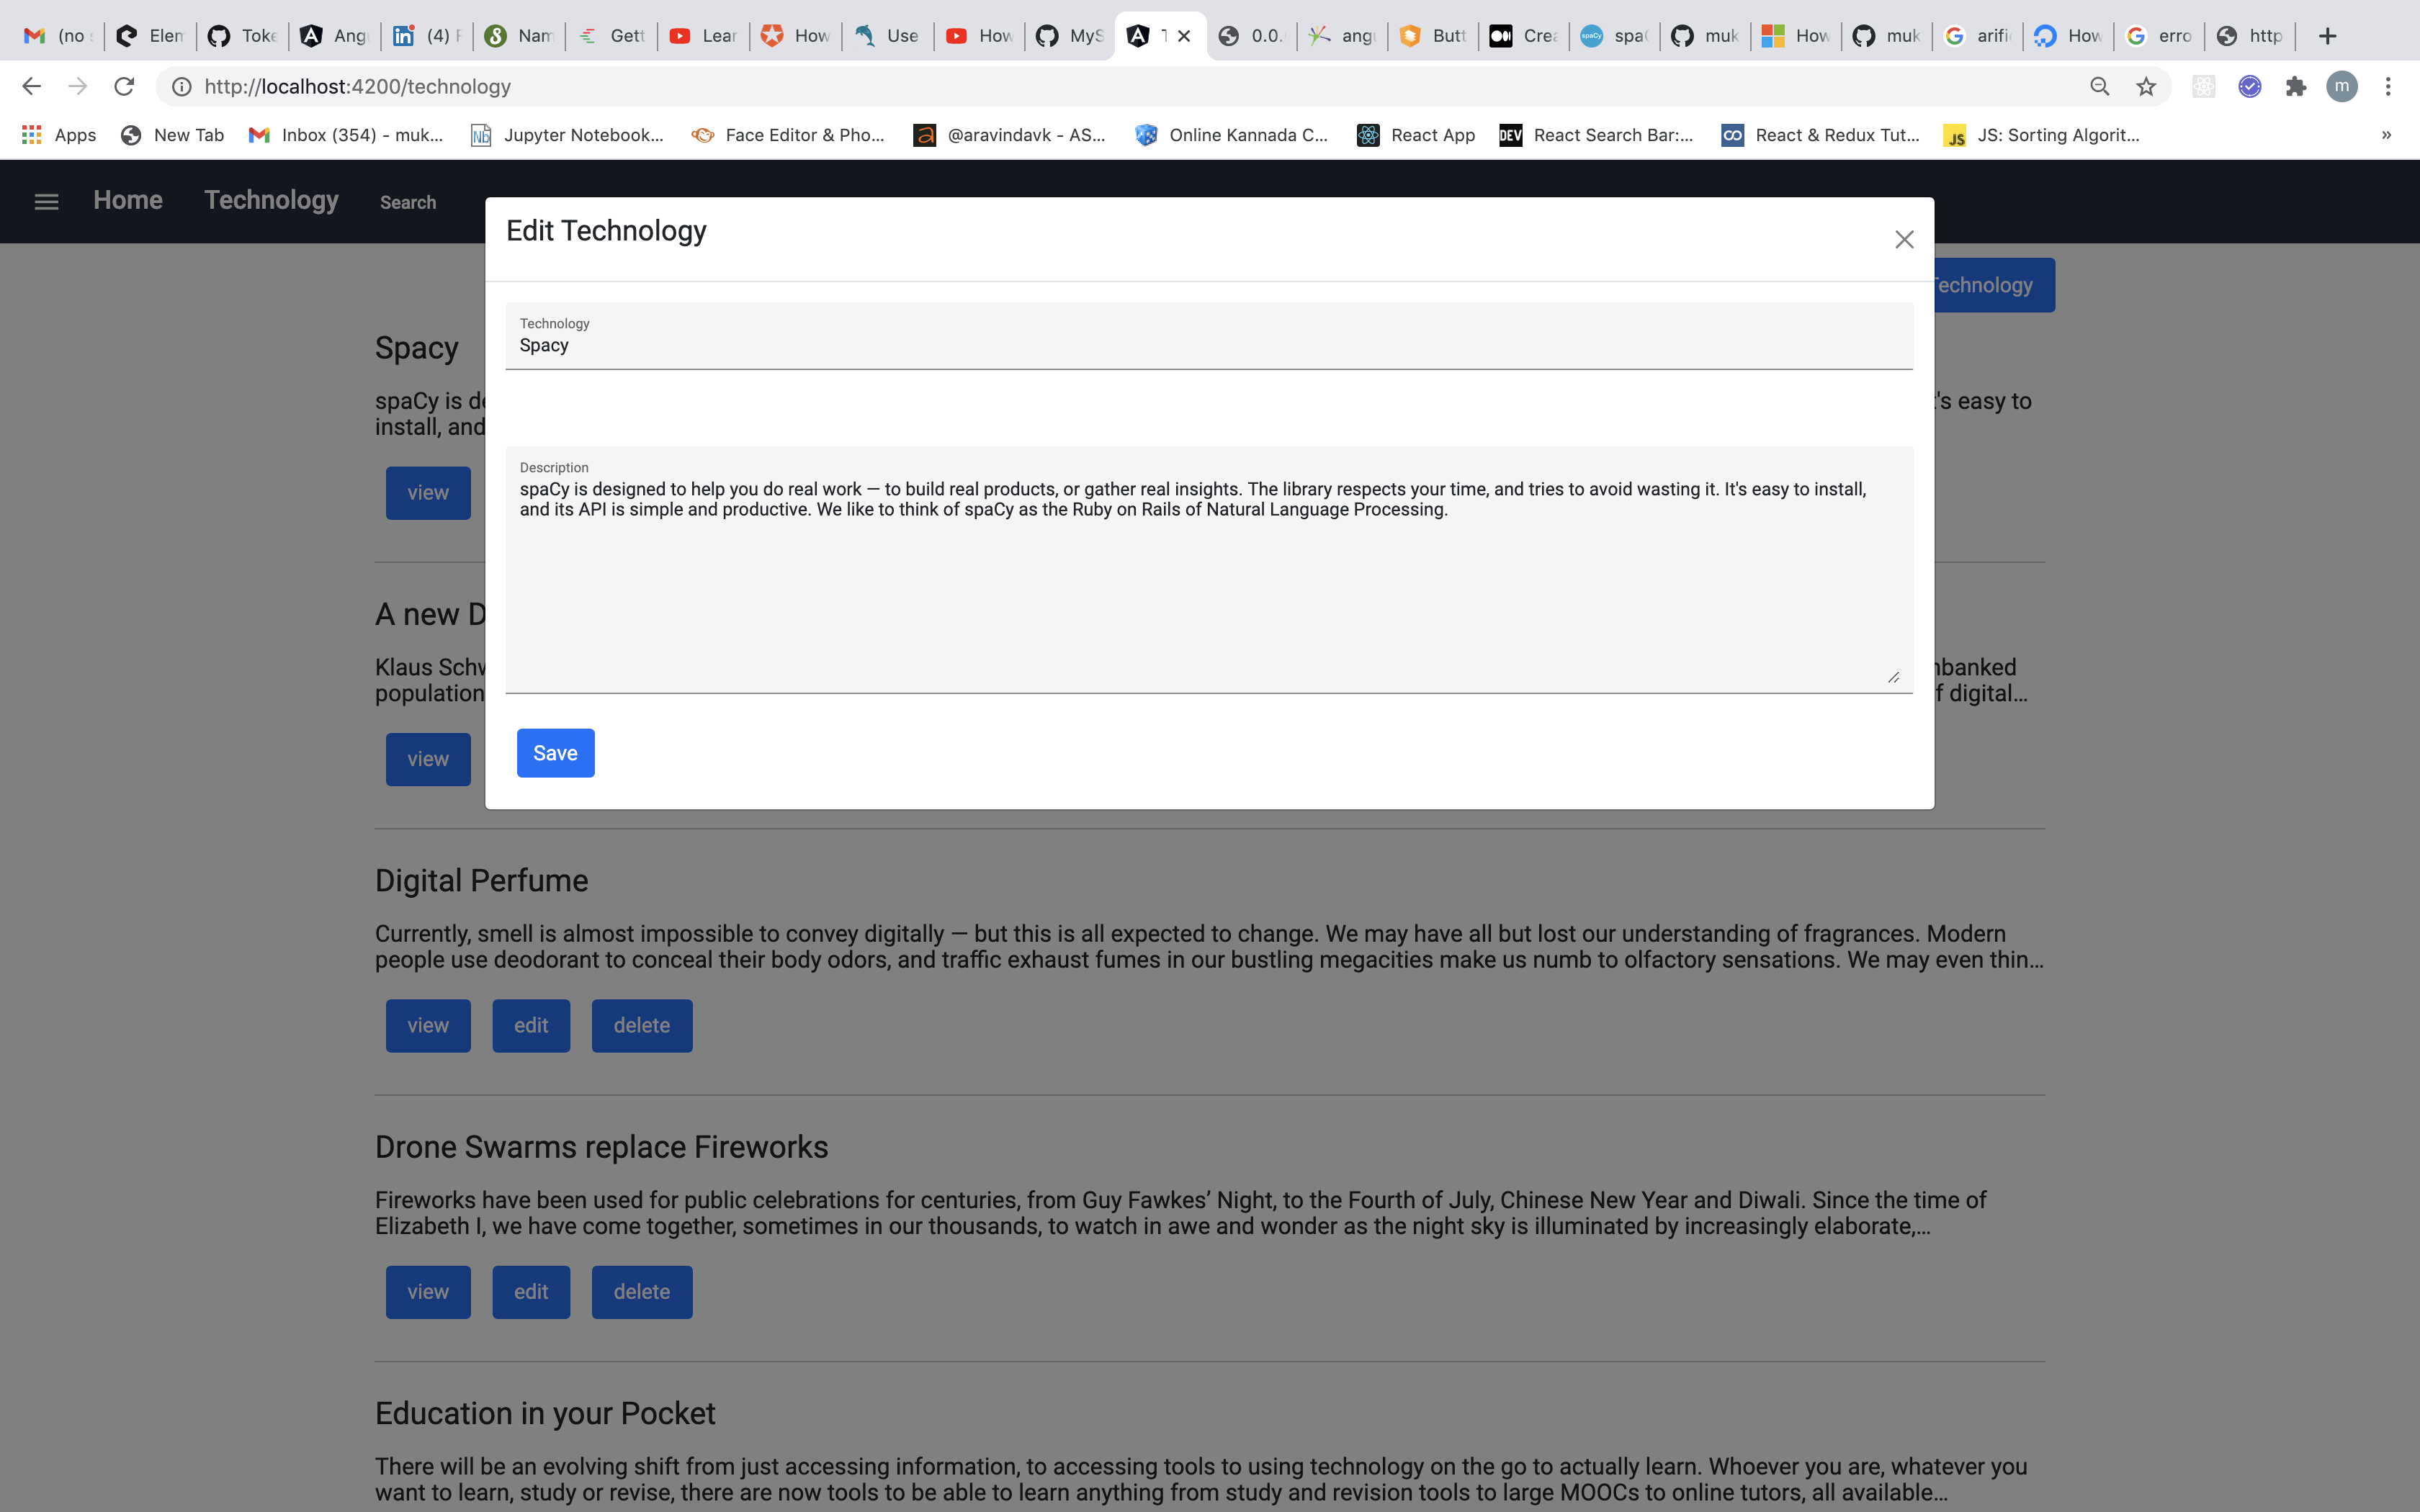 (no
Elem
Toke
Ang
(4) F
Nam
Gett
Lear
How
Use
How
MyS
0.0.
angu
Butt
Crea
spaC
muk
How
muk
arifi
How
erro
http
http://localhost:4200/technology
m
Apps
New Tab
Inbox (354) - muk...
Jupyter Notebook...
Face Editor & Pho...
@aravindavk - AS...
Online Kannada C...
React App
DEV React Search Bar:...
React & Redux Tut...
JS JS: Sorting Algorit...
»
Home Technology Search
Edit Technology
Technology
Technology
Spacy
Spacy
spaCy is de
t's easy to
install, and
Description
spaCy is designed to help you do real work — to build real products, or gather real insights. The library respects your time, and tries to avoid wasting it. It's easy to install,
and its API is simple and productive. We like to think of spaCy as the Ruby on Rails of Natural Language Processing.
view
A new D
Klaus Schw
nbanked
population
f digital...
view
Save
Digital Perfume
Currently, smell is almost impossible to convey digitally — but this is all expected to change. We may have all but lost our understanding of fragrances. Modern
people use deodorant to conceal their body odors, and traffic exhaust fumes in our bustling megacities make us numb to olfactory sensations. We may even thin...
view edit delete
Drone Swarms replace Fireworks
Fireworks have been used for public celebrations for centuries, from Guy Fawkes’ Night, to the Fourth of July, Chinese New Year and Diwali. Since the time of
Elizabeth I, we have come together, sometimes in our thousands, to watch in awe and wonder as the night sky is illuminated by increasingly elaborate,...
view edit delete
Education in your Pocket
There will be an evolving shift from just accessing information, to accessing tools to using technology on the go to actually learn. Whoever you are, whatever you
want to learn, study or revise, there are now tools to be able to learn anything from study and revision tools to large MOOCs to online tutors, all available...